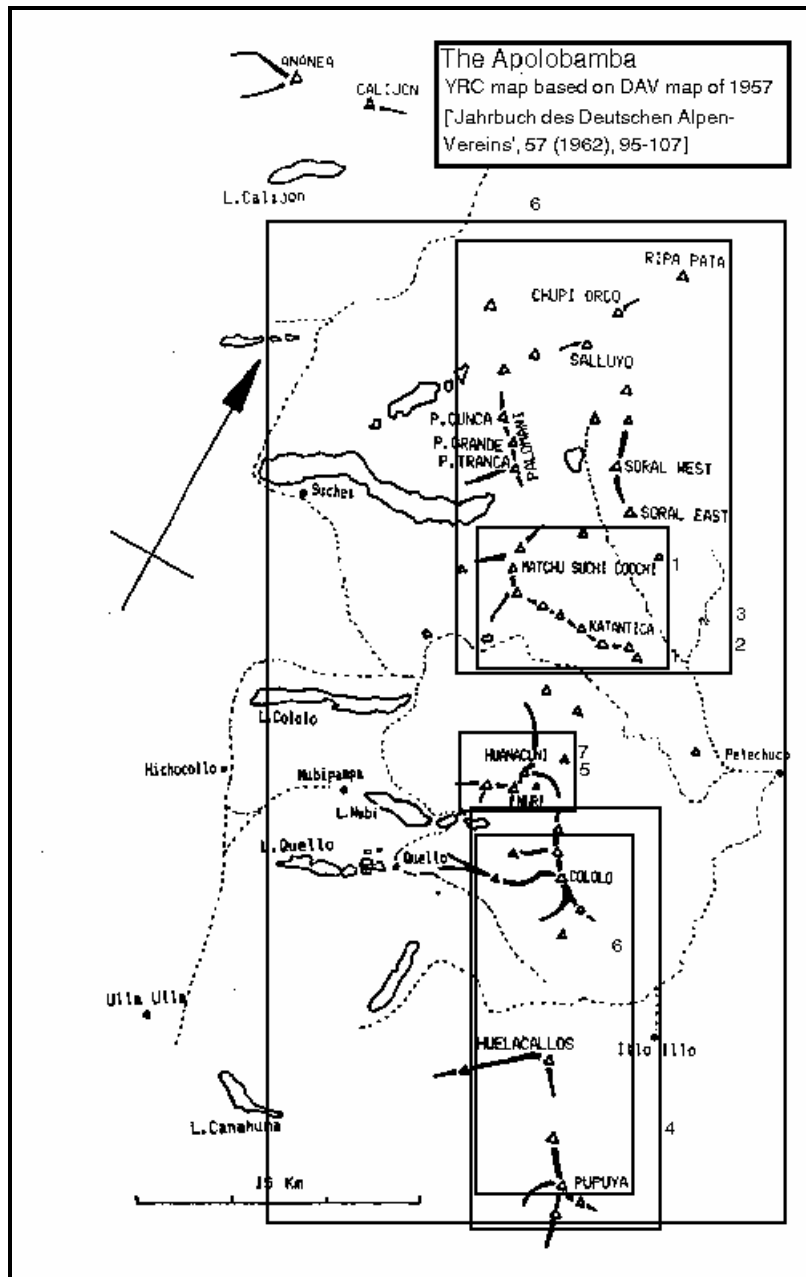 The Apolobamba
YRC map based on DAV map of 1957
['Jahrbuch des Deutschen Alpen-
Vereins', 57 (1962), 95-107]
ANANEA
CALIJON
L.Calijon
6
RIPA PATA
CHUPI ORCO
SALLUYO
P.CUNCA
P.GRANDE
P.TRANCA
PALOMANI
SORAL WEST
Suches
SORAL EAST
MATCHU SUCHI COOCHI
1
KATANTICA
3
2
L.Cololo
HUANACUNI
7
5
Hichocollo
Pelechuco
Nubipampa
L.Nubi
L.Quello
Quello
COLOLO
6
Ulla Ulla
HUELACALLOS
Illo Illo
L.Canahuma
4
15 Km
PUPUYA